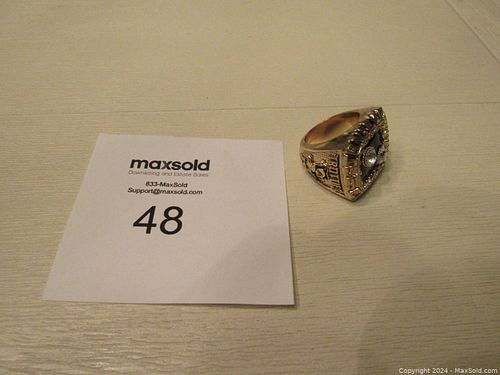 maxsold
Downsizing and Estate Sales
833-MaxSold
Support@maxsold.com
48
Copyright 2024 - MaxSold.com